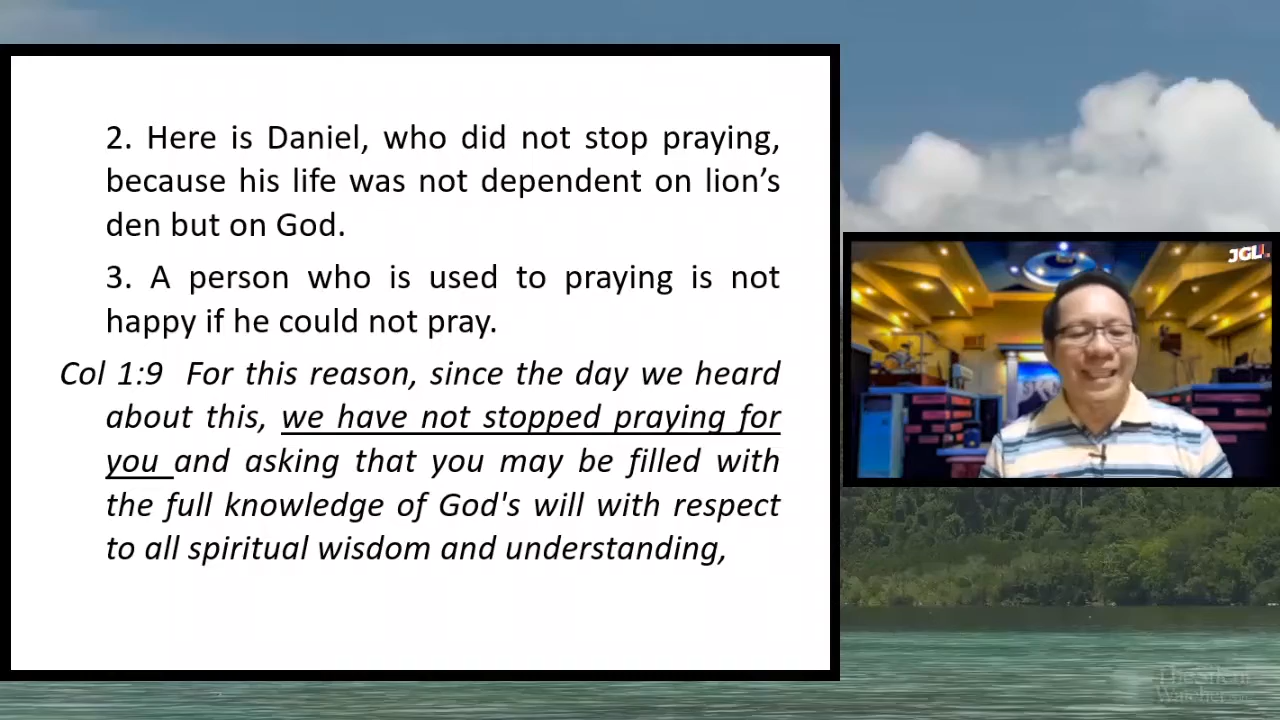 2. Here is Daniel, who did not stop praying,
because his life was not dependent on lion’s
den but on God.
3. A person who is used to praying is not
happy if he could not pray.
Col 1:9 For this reason, since the day we heard
about this, we have not stopped praying for
you and asking that you may be filled with
the full knowledge of God's will with respect
to all spiritual wisdom and understanding,
JGLL
The Silent
Watcher